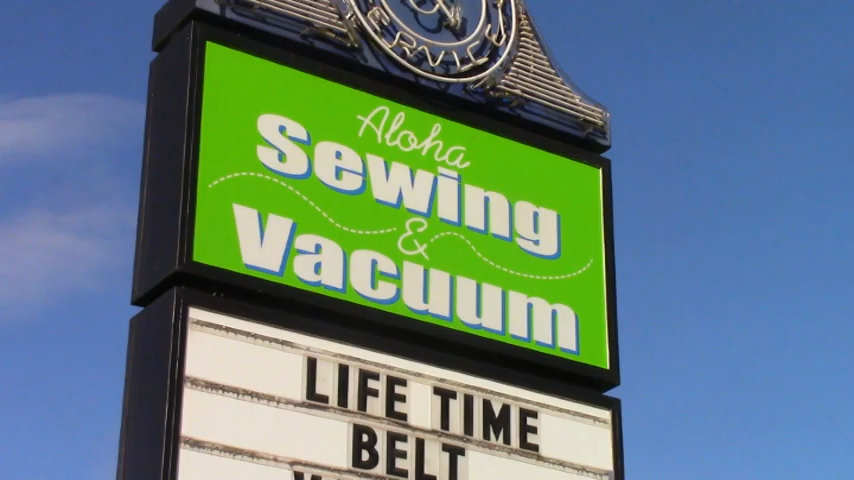 Aloha
Sewing
&
Vacuum
LIFE TIME
BELT